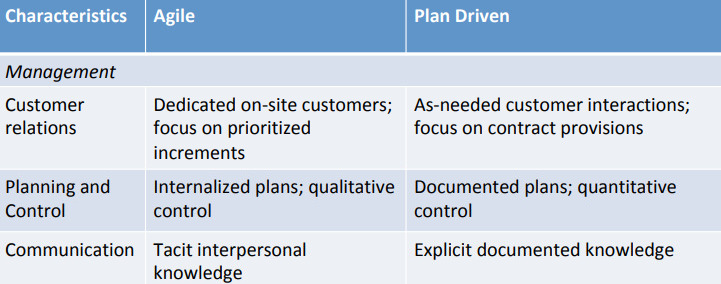 Characteristics Agile Plan Driven
Management
Customer relations Dedicated on-site customers; focus on prioritized increments As-needed customer interactions; focus on contract provisions
Planning and Control Internalized plans; qualitative control Documented plans; quantitative control
Communication Tacit interpersonal knowledge Explicit documented knowledge